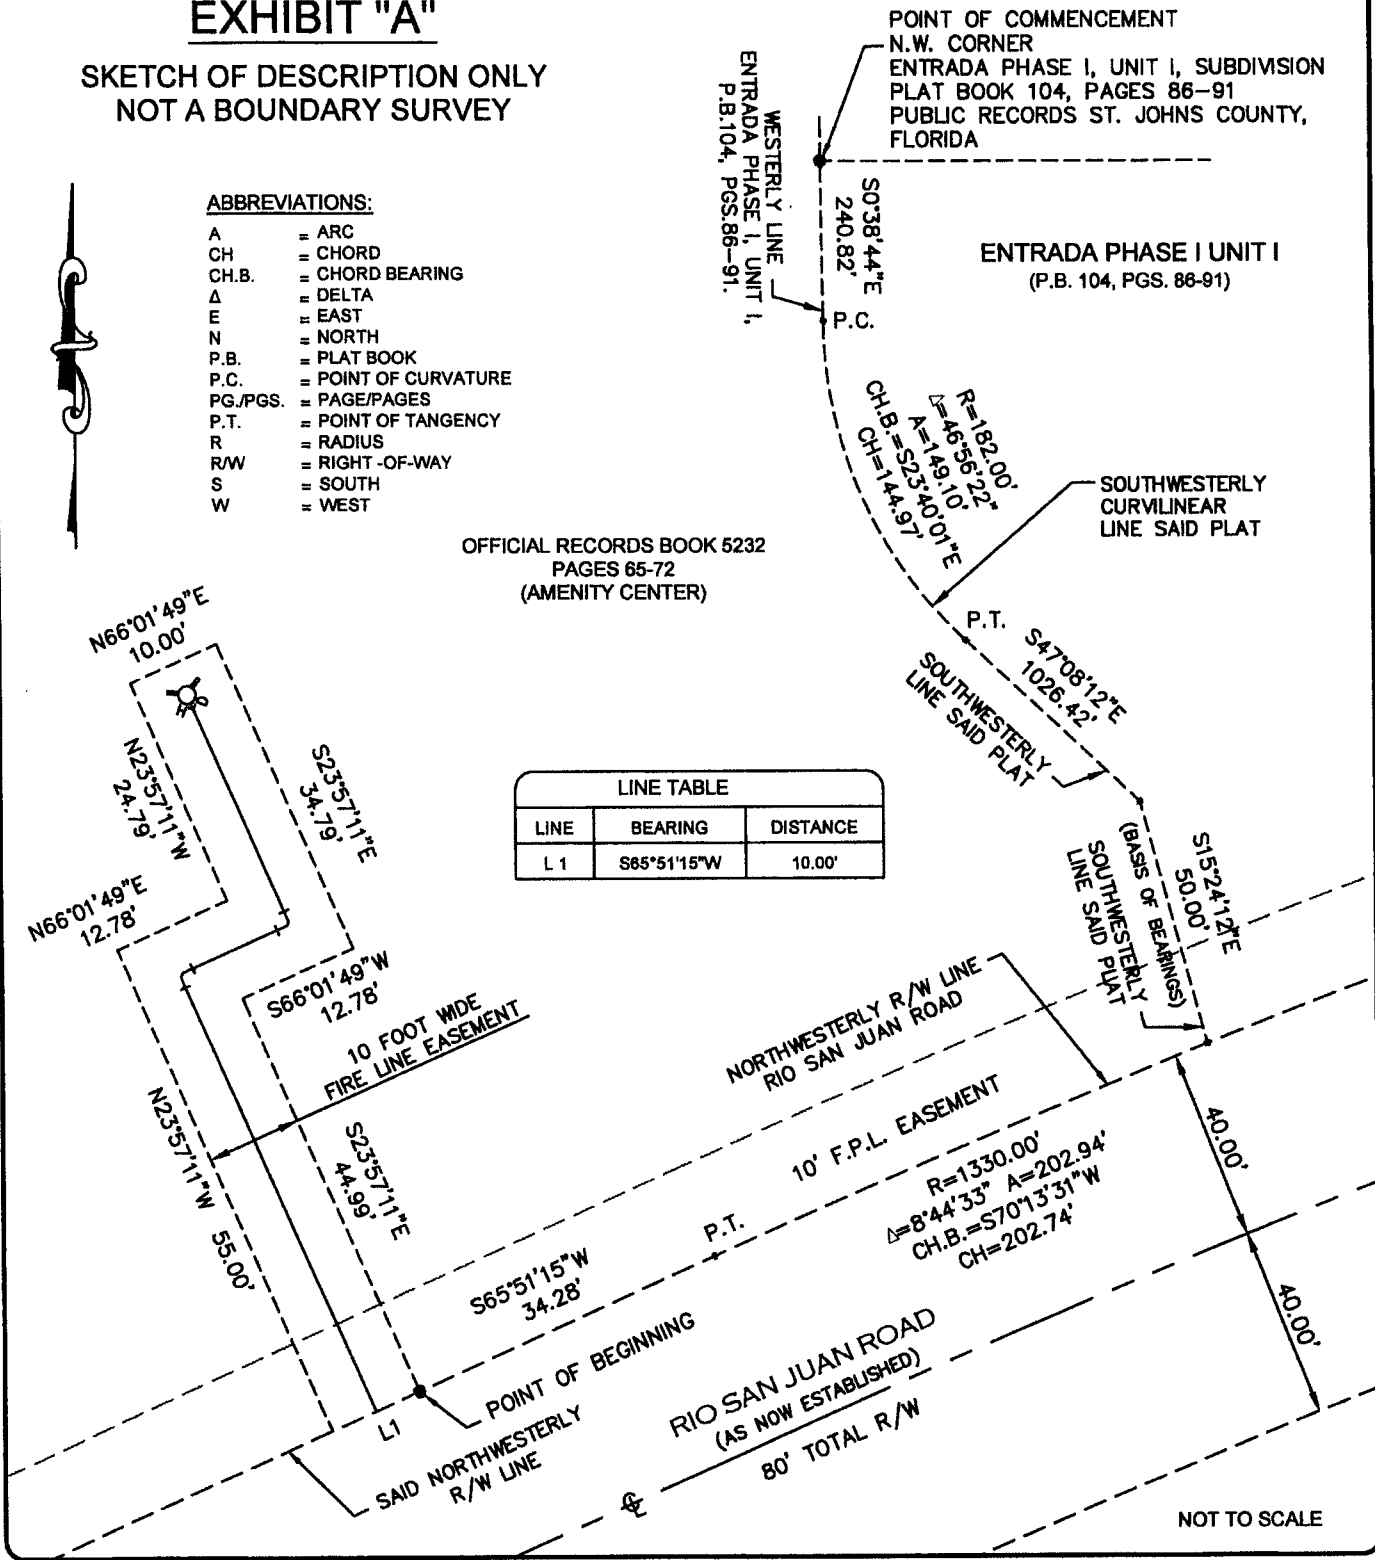 EXHIBIT "A"
SKETCH OF DESCRIPTION ONLY
NOT A BOUNDARY SURVEY
POINT OF COMMENCEMENT
N.W. CORNER
ENTRADA PHASE I, UNIT I, SUBDIVISION
PLAT BOOK 104, PAGES 86-91
PUBLIC RECORDS ST. JOHNS COUNTY,
FLORIDA
WESTERLY LINE
ENTRADA PHASE I, UNIT I,
P.B.104, PGS.86-91.
S0°38'44"E
240.82'
ABBREVIATIONS:
A = ARC
CH = CHORD
CH.B. = CHORD BEARING
Δ = DELTA
E = EAST
N = NORTH
P.B. = PLAT BOOK
P.C. = POINT OF CURVATURE
PG./PGS. = PAGE/PAGES
P.T. = POINT OF TANGENCY
R = RADIUS
R/W = RIGHT-OF-WAY
S = SOUTH
W = WEST
ENTRADA PHASE I UNIT I
(P.B. 104, PGS. 86-91)
P.C.
R=182.00'
Δ=46°56'22"
A=149.10'
CH.B.=S23°40'01"E
CH=144.97'
SOUTHWESTERLY
CURVILINEAR
LINE SAID PLAT
OFFICIAL RECORDS BOOK 5232
PAGES 65-72
(AMENITY CENTER)
P.T.
S47°08'12"E
1026.42'
SOUTHWESTERLY
LINE SAID PLAT
N66°01'49"E
10.00'
N23°57'11"W
24.79'
S23°57'11"E
34.79'
LINE TABLE
LINE BEARING DISTANCE
L 1 S65°51'15"W 10.00'
S15°24'12"E
50.00'
(BASIS OF BEARINGS)
SOUTHWESTERLY
LINE SAID PLAT
N66°01'49"E
12.78'
S66°01'49"W
12.78'
10 FOOT WIDE
FIRE LINE EASEMENT
NORTHWESTERLY R/W LINE
RIO SAN JUAN ROAD
N23°57'11"W 55.00'
S23°57'11"E
44.99'
10' F.P.L. EASEMENT
R=1330.00'
Δ=8°44'33" A=202.94'
CH.B.=S70°13'31"W
CH=202.74'
40.00'
P.T.
S65°51'15"W
34.28'
40.00'
POINT OF BEGINNING
RIO SAN JUAN ROAD
(AS NOW ESTABLISHED)
80' TOTAL R/W
L1
SAID NORTHWESTERLY
R/W LINE
℄
NOT TO SCALE